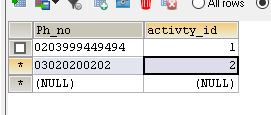 All rows
Ph_no activty_id
0203999449494 1
* 03020200202 2
* (NULL) (NULL)